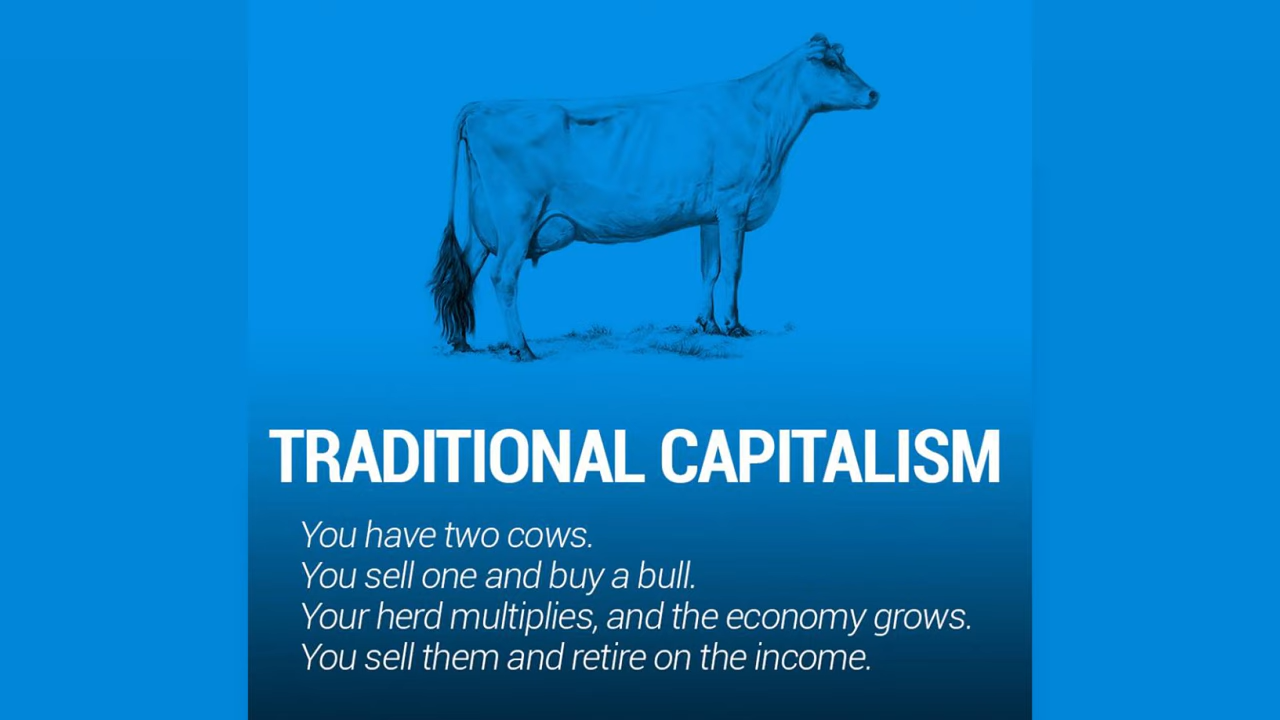 TRADITIONAL CAPITALISM
You have two cows.
You sell one and buy a bull.
Your herd multiplies, and the economy grows.
You sell them and retire on the income.